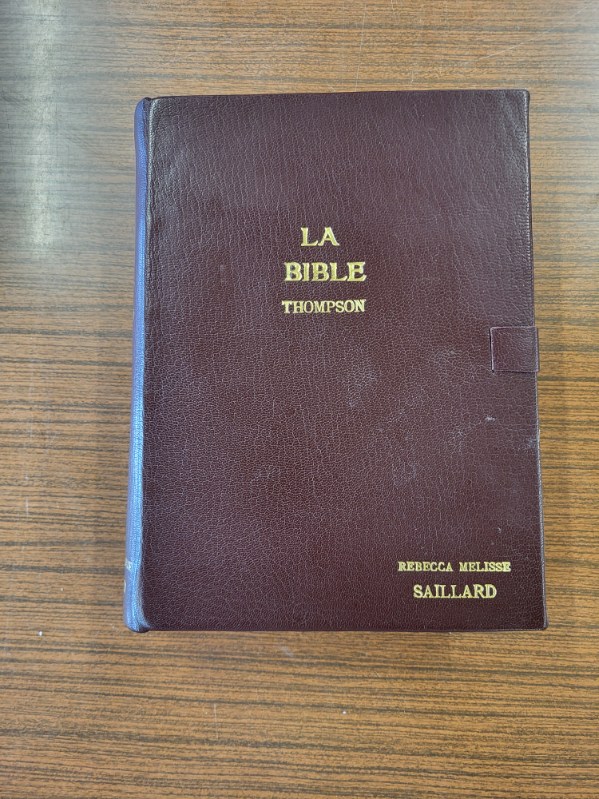 LA
BIBLE
THOMPSON
REBECCA MELISSE
SAILLARD